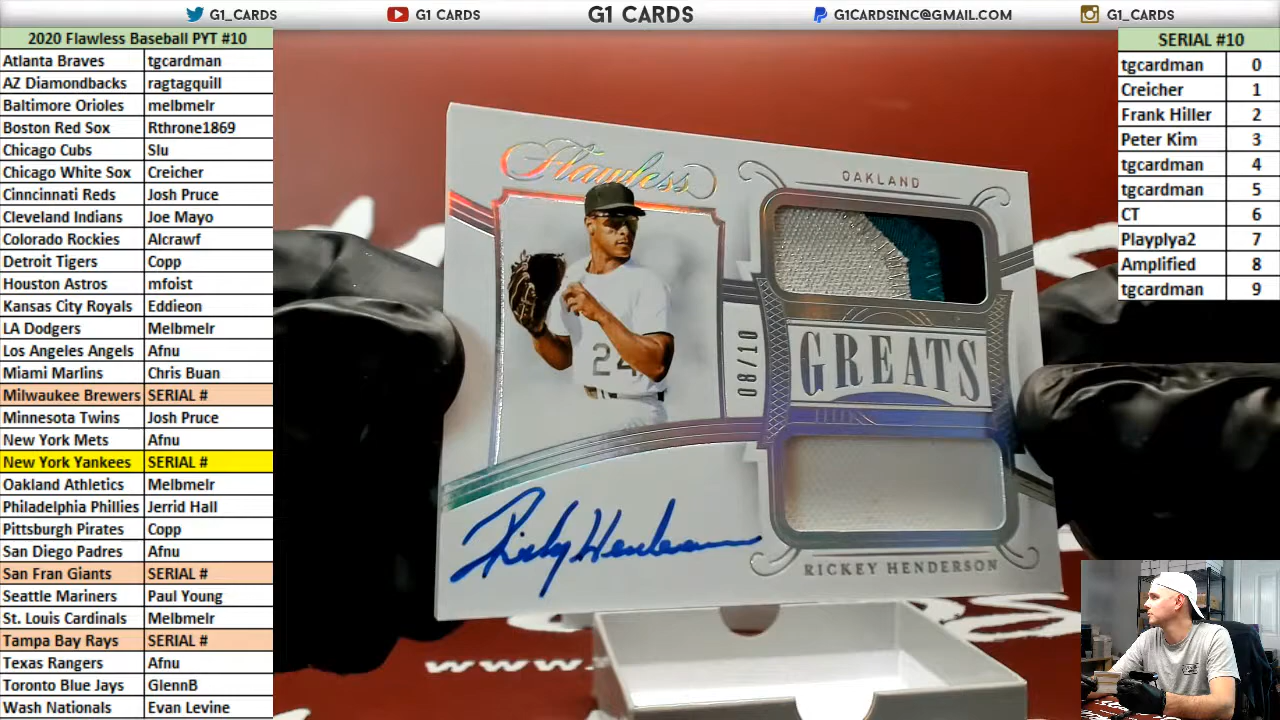 G1_CARDS
G1 CARDS
G1 CARDS
G1CARDSINC@GMAIL.COM
G1_CARDS
2020 Flawless Baseball PYT #10
Atlanta Braves tgcardman
AZ Diamondbacks ragtagquill
Baltimore Orioles melbmelr
Boston Red Sox Rthrone1869
Chicago Cubs Slu
Chicago White Sox Creicher
Cinncinnati Reds Josh Pruce
Cleveland Indians Joe Mayo
Colorado Rockies Alcrawf
Detroit Tigers Copp
Houston Astros mfoist
Kansas City Royals Eddieon
LA Dodgers Melbmelr
Los Angeles Angels Afnu
Miami Marlins Chris Buan
Milwaukee Brewers SERIAL #
Minnesota Twins Josh Pruce
New York Mets Afnu
New York Yankees SERIAL #
Oakland Athletics Melbmelr
Philadelphia Phillies Jerrid Hall
Pittsburgh Pirates Copp
San Diego Padres Afnu
San Fran Giants SERIAL #
Seattle Mariners Paul Young
St. Louis Cardinals Melbmelr
Tampa Bay Rays SERIAL #
Texas Rangers Afnu
Toronto Blue Jays GlennB
Wash Nationals Evan Levine
Flawless
OAKLAND
24
08/10
GREATS
Rickey Henderson
RICKEY HENDERSON
www.
SERIAL #10
tgcardman 0
Creicher 1
Frank Hiller 2
Peter Kim 3
tgcardman 4
tgcardman 5
CT 6
Playplya2 7
Amplified 8
tgcardman 9